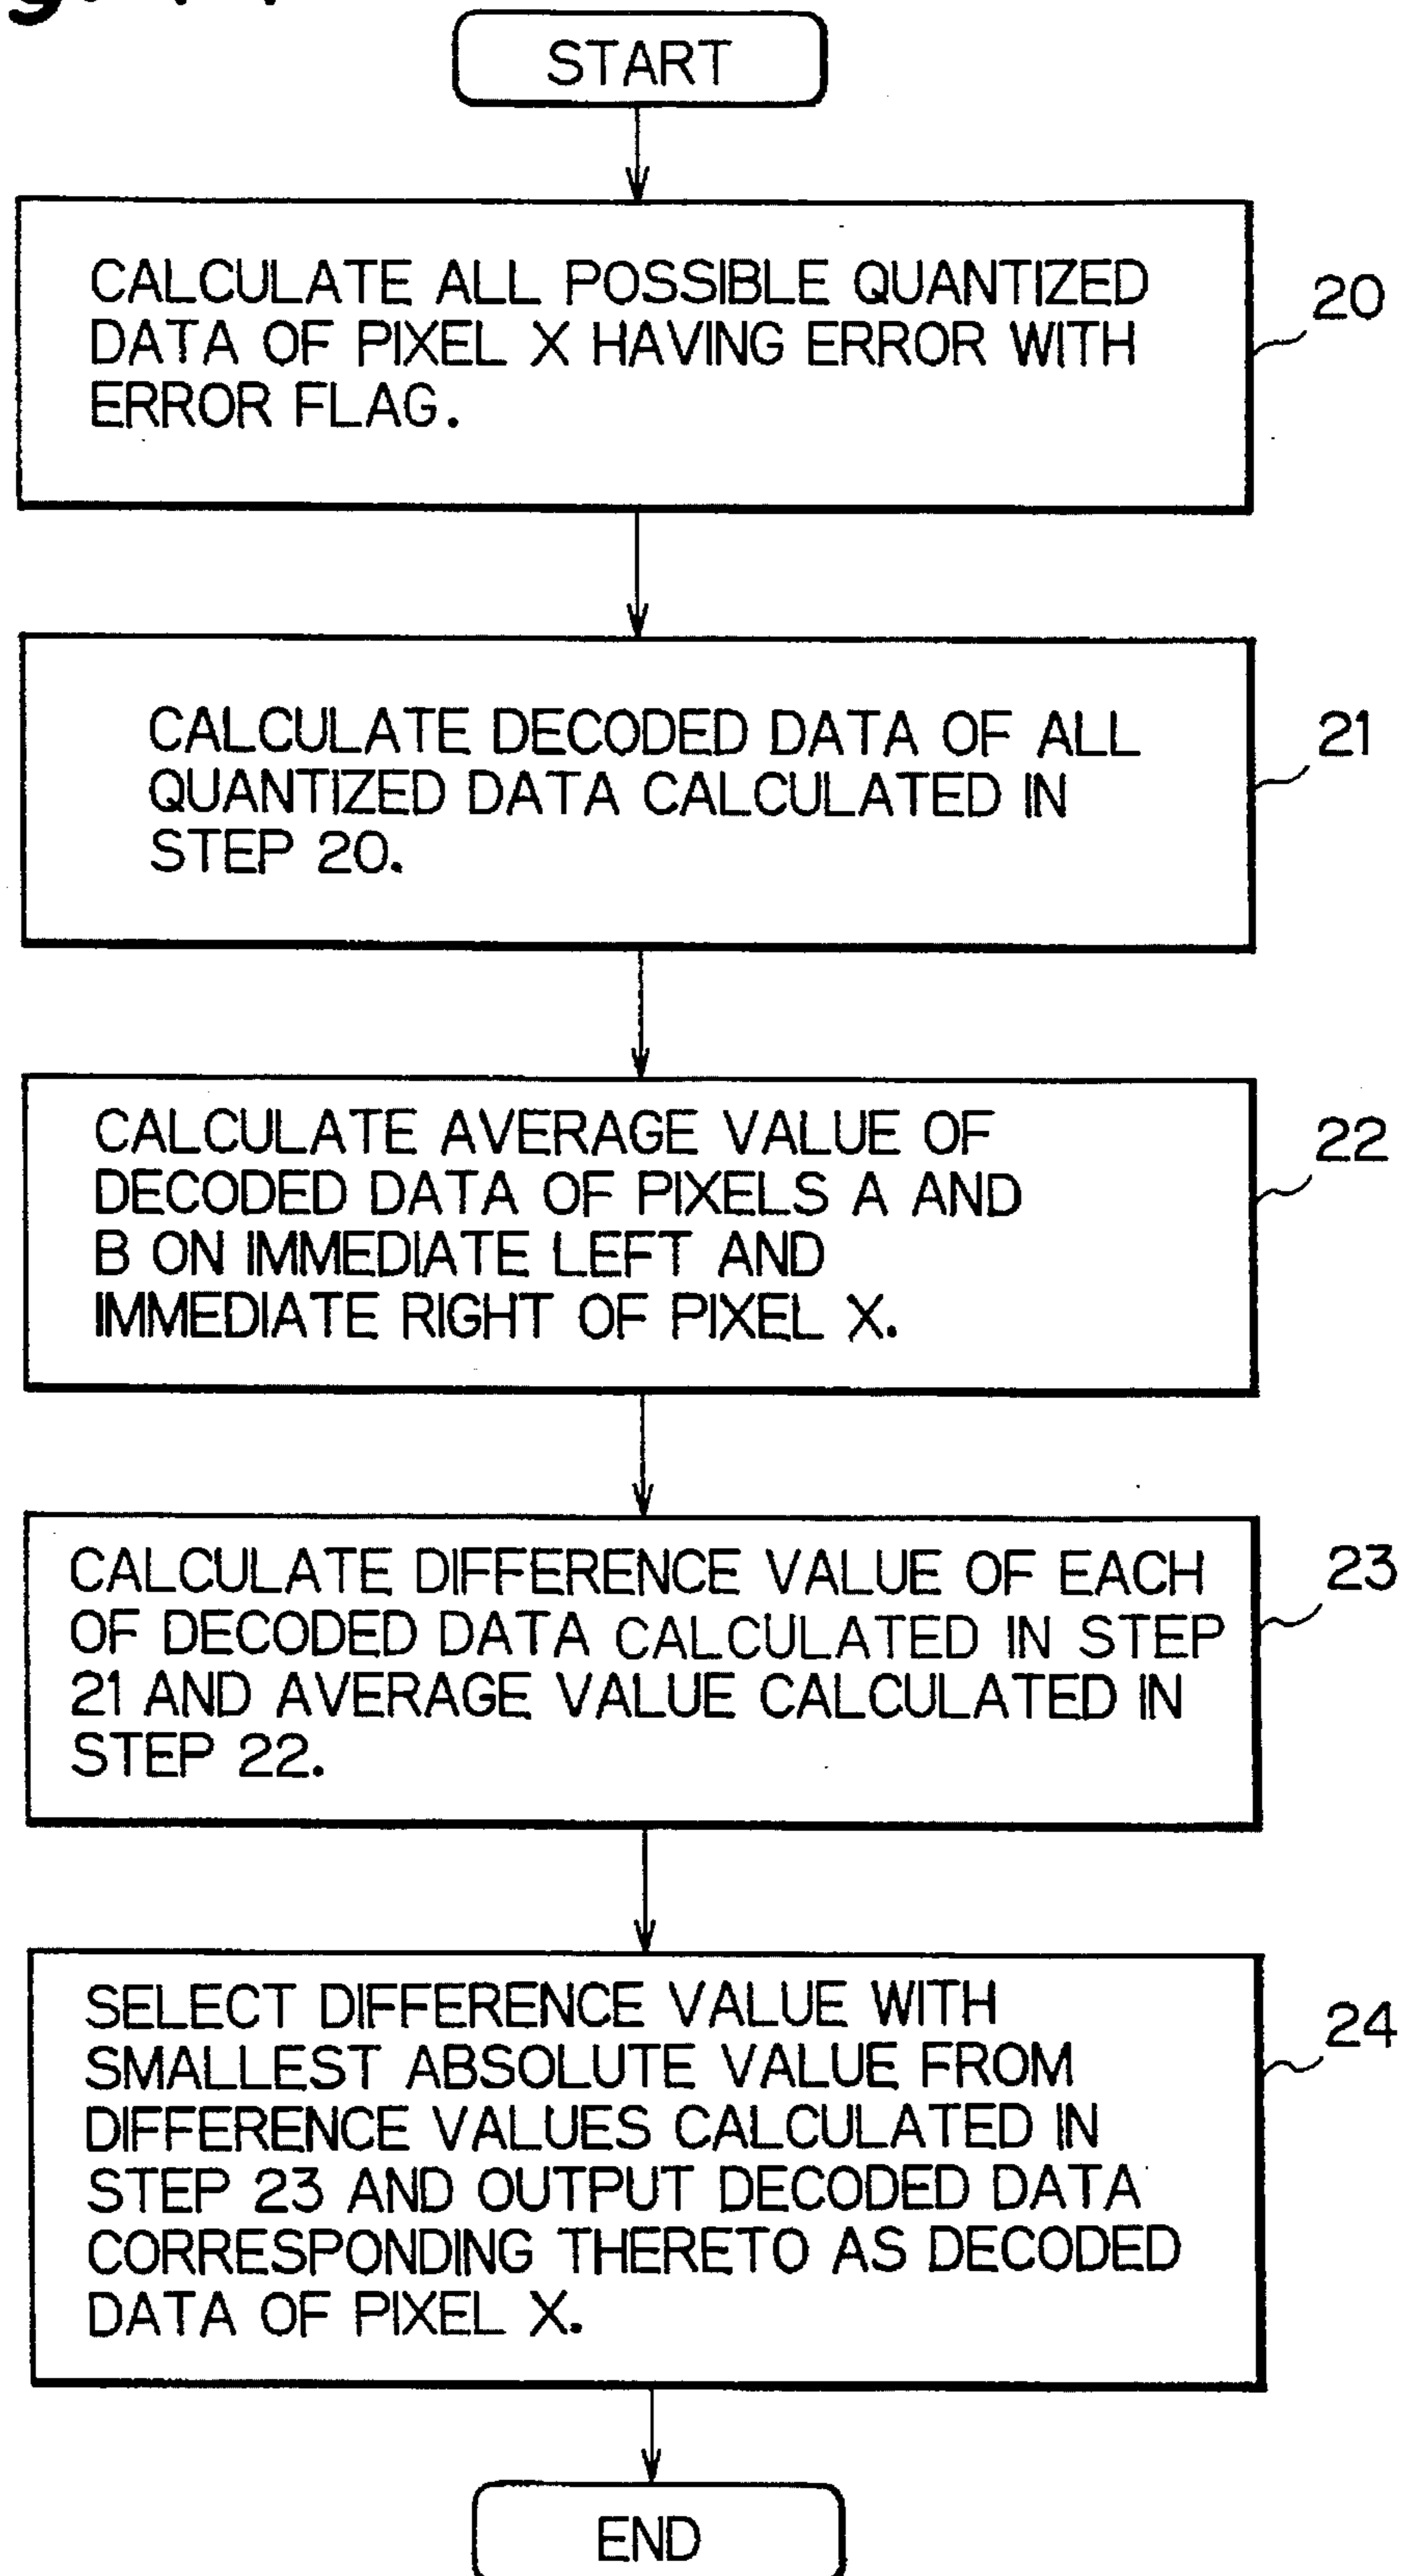 START
CALCULATE ALL POSSIBLE QUANTIZED
DATA OF PIXEL X HAVING ERROR WITH
ERROR FLAG.
20
CALCULATE DECODED DATA OF ALL
QUANTIZED DATA CALCULATED IN
STEP 20.
21
CALCULATE AVERAGE VALUE OF
DECODED DATA OF PIXELS A AND
B ON IMMEDIATE LEFT AND
IMMEDIATE RIGHT OF PIXEL X.
22
CALCULATE DIFFERENCE VALUE OF EACH
OF DECODED DATA CALCULATED IN STEP
21 AND AVERAGE VALUE CALCULATED IN
STEP 22.
23
SELECT DIFFERENCE VALUE WITH
SMALLEST ABSOLUTE VALUE FROM
DIFFERENCE VALUES CALCULATED IN
STEP 23 AND OUTPUT DECODED DATA
CORRESPONDING THERETO AS DECODED
DATA OF PIXEL X.
24
END